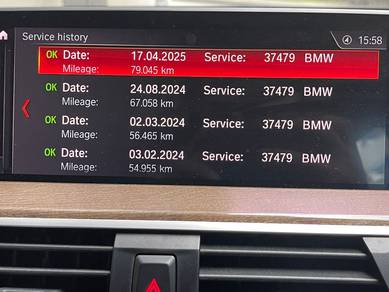 Service history
15:58
OK Date: 17.04.2025 Service: 37479 BMW
Mileage: 79.045 km
OK Date: 24.08.2024 Service: 37479 BMW
Mileage: 67.058 km
OK Date: 02.03.2024 Service: 37479 BMW
Mileage: 56.465 km
OK Date: 03.02.2024 Service: 37479 BMW
Mileage: 54.955 km